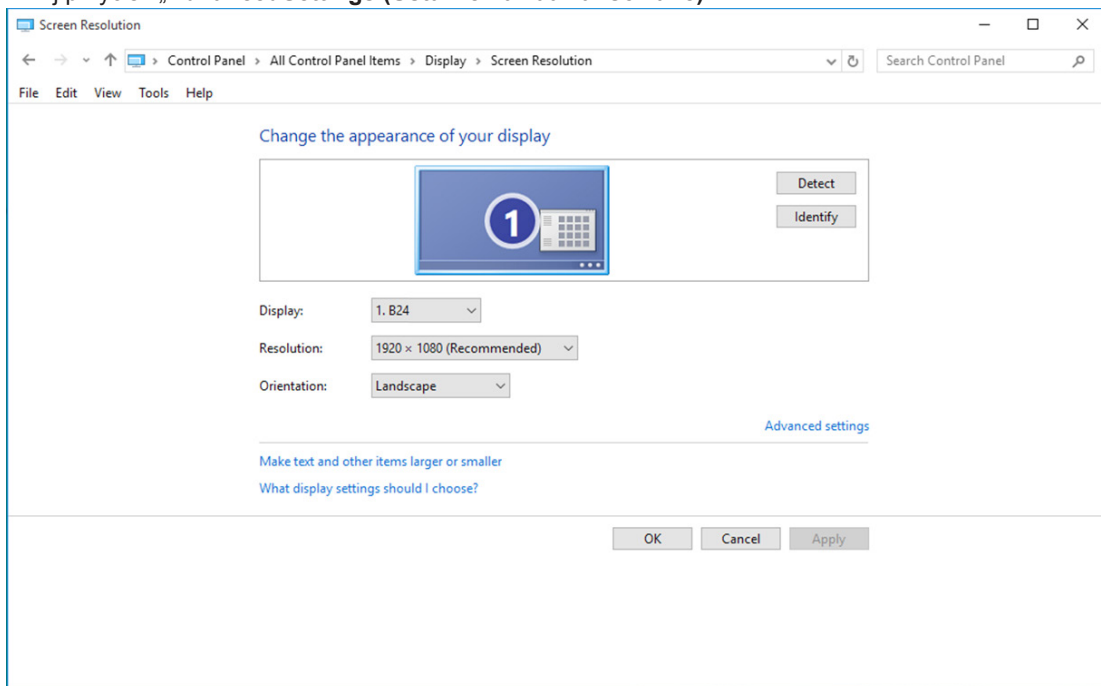 Settings
Screen Resolution
Control Panel > All Control Panel Items > Display > Screen Resolution
Search Control Panel
File Edit View Tools Help
Change the appearance of your display
1
Detect
Identify
Display: 1. B24
Resolution: 1920 × 1080 (Recommended)
Orientation: Landscape
Advanced settings
Make text and other items larger or smaller
What display settings should I choose?
OK Cancel Apply